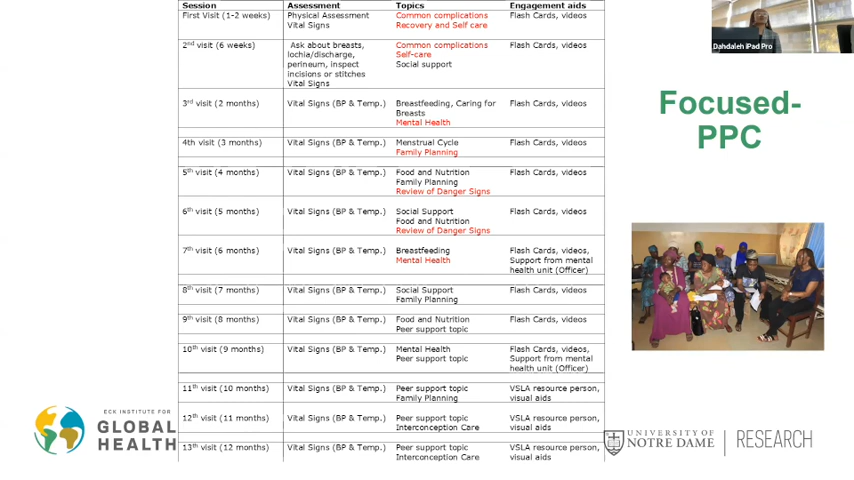 Session Assessment Topics Engagement aids
First Visit (1-2 weeks) Physical Assessment Common complications Flash Cards, videos
Vital Signs Recovery and Self care
2nd visit (6 weeks) Ask about breasts, Common complications Flash Cards, videos
lochia/discharge, Self-care
perineum, inspect Social support
incisions or stitches
Vital Signs
3rd visit (2 months) Vital Signs (BP & Temp.) Breastfeeding, Caring for Flash Cards, videos
Breasts
Mental Health
4th visit (3 months) Vital Signs (BP & Temp.) Menstrual Cycle Flash Cards, videos
Family Planning
5th visit (4 months) Vital Signs (BP & Temp.) Food and Nutrition Flash Cards, videos
Family Planning
Review of Danger Signs
6th visit (5 months) Vital Signs (BP & Temp.) Social Support Flash Cards, videos
Food and Nutrition
Review of Danger Signs
7th visit (6 months) Vital Signs (BP & Temp.) Breastfeeding Flash Cards, videos,
Mental Health Support from mental
health unit (Officer)
8th visit (7 months) Vital Signs (BP & Temp.) Social Support Flash Cards, videos
Family Planning
9th visit (8 months) Vital Signs (BP & Temp.) Food and Nutrition Flash Cards, videos
Peer support topic
10th visit (9 months) Vital Signs (BP & Temp.) Mental Health Flash Cards, videos,
Peer support topic Support from mental
health unit (Officer)
11th visit (10 months) Vital Signs (BP & Temp.) Peer support topic VSLA resource person,
Family Planning visual aids
12th visit (11 months) Vital Signs (BP & Temp.) Peer support topic VSLA resource person,
Interconception Care visual aids
13th visit (12 months) Vital Signs (BP & Temp.) Peer support topic VSLA resource person,
Interconception Care visual aids
Dahdaleh iPad Pro
Focused-
PPC
ECK INSTITUTE FOR
GLOBAL
HEALTH
UNIVERSITY OF
NOTRE DAME
RESEARCH